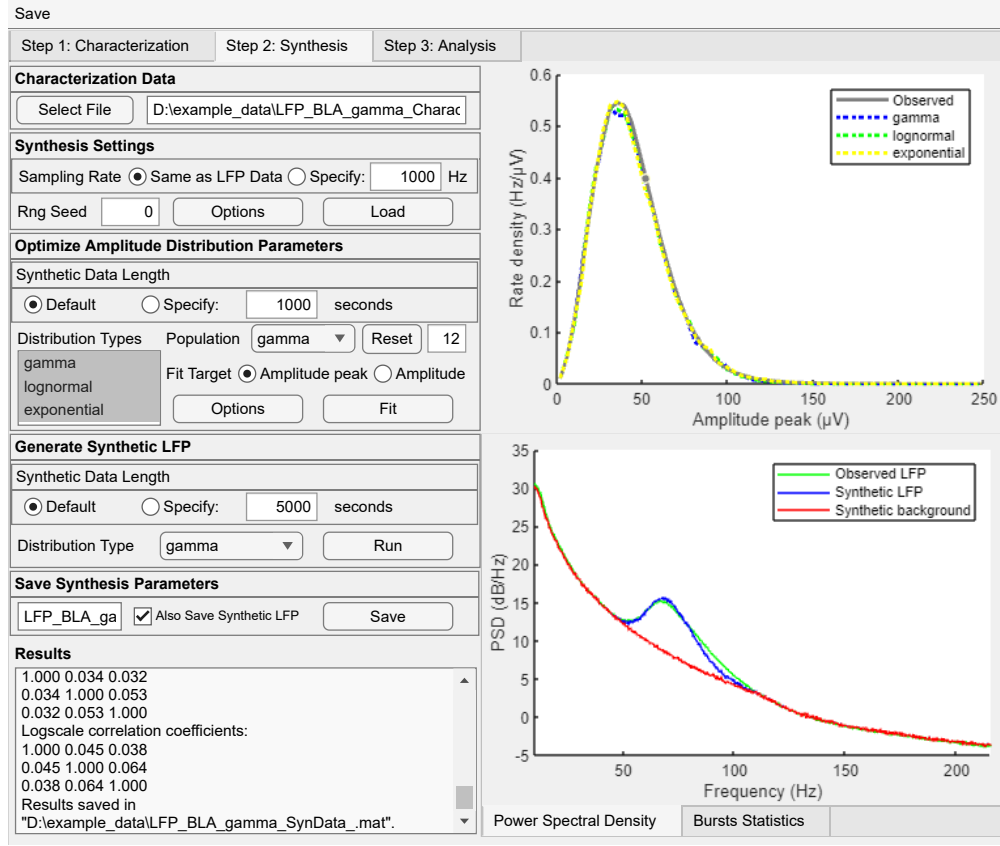 Save
Step 1: Characterization
Step 2: Synthesis
Step 3: Analysis
Characterization Data
Select File
D:\example_data\LFP_BLA_gamma_Charac
Synthesis Settings
Sampling Rate Same as LFP Data Specify: 1000 Hz
Rng Seed 0 Options Load
Optimize Amplitude Distribution Parameters
Synthetic Data Length
Default Specify: 1000 seconds
Distribution Types Population gamma Reset 12
gamma
lognormal
exponential
Fit Target Amplitude peak Amplitude
Options Fit
Generate Synthetic LFP
Synthetic Data Length
Default Specify: 5000 seconds
Distribution Type gamma Run
Save Synthesis Parameters
LFP_BLA_ga Also Save Synthetic LFP Save
Results
1.000 0.034 0.032
0.034 1.000 0.053
0.032 0.053 1.000
Logscale correlation coefficients:
1.000 0.045 0.038
0.045 1.000 0.064
0.038 0.064 1.000
Results saved in
"D:\example_data\LFP_BLA_gamma_SynData_.mat".
0.6
0.5
0.4
0.3
0.2
0.1
0
Rate density (Hz/μV)
Observed
gamma
lognormal
exponential
0 50 100 150 200 250
Amplitude peak (μV)
35
30
25
20
15
10
5
0
-5
PSD (dB/Hz)
Observed LFP
Synthetic LFP
Synthetic background
50 100 150 200
Frequency (Hz)
Power Spectral Density
Bursts Statistics